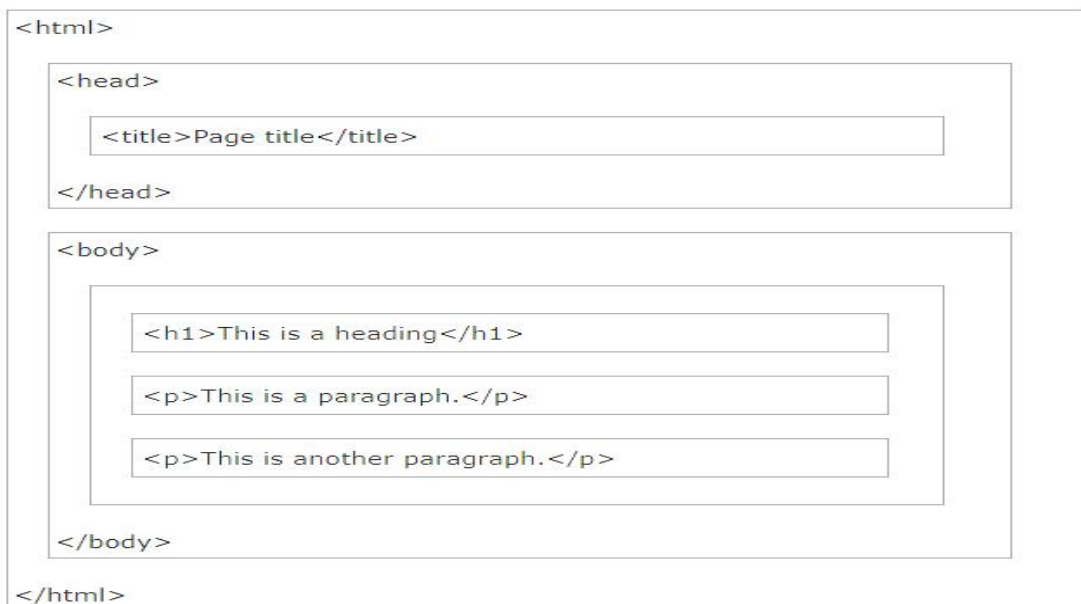 <html>
<head>
<title>Page title</title>
</head>
<body>
<h1>This is a heading</h1>
<p>This is a paragraph.</p>
<p>This is another paragraph.</p>
</body>
</html>